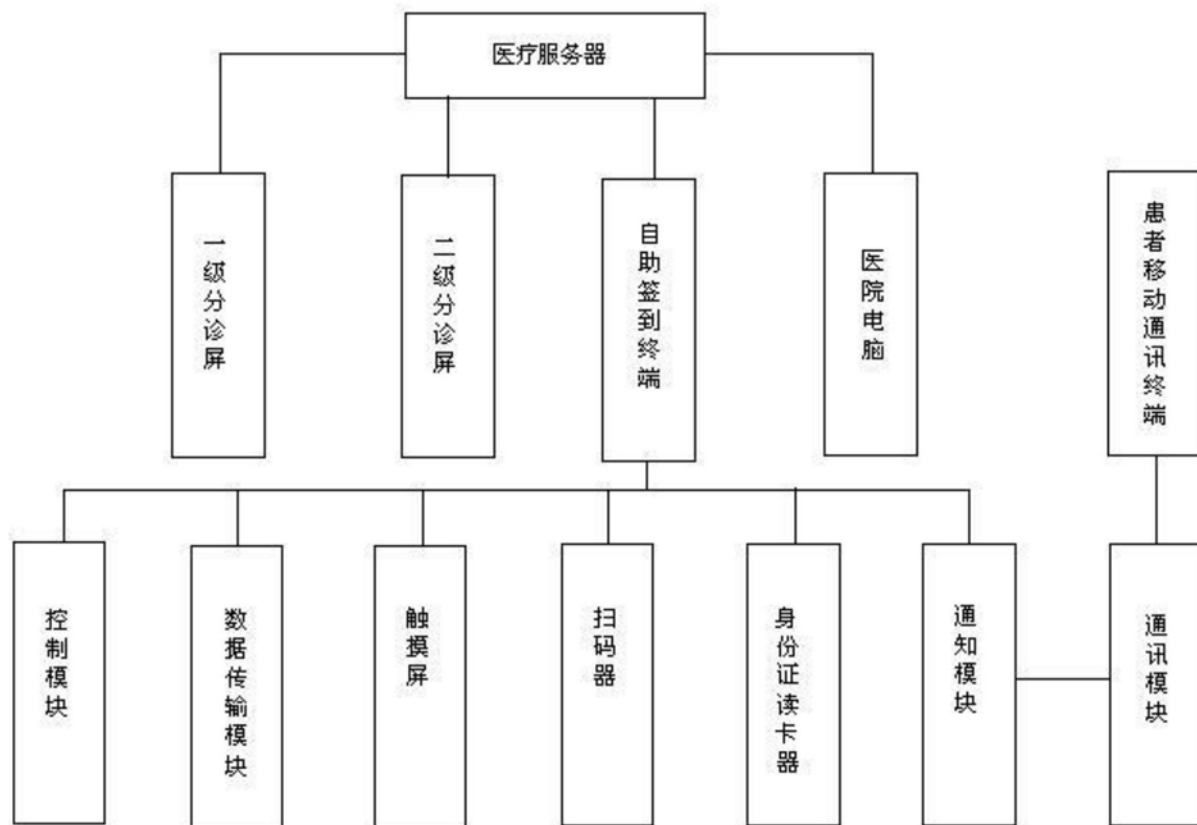 医疗服务器
一级分诊屏
二级分诊屏
自助签到终端
医院电脑
患者移动通讯终端
控制模块
数据传输模块
触摸屏
扫码器
身份证读卡器
通知模块
通讯模块